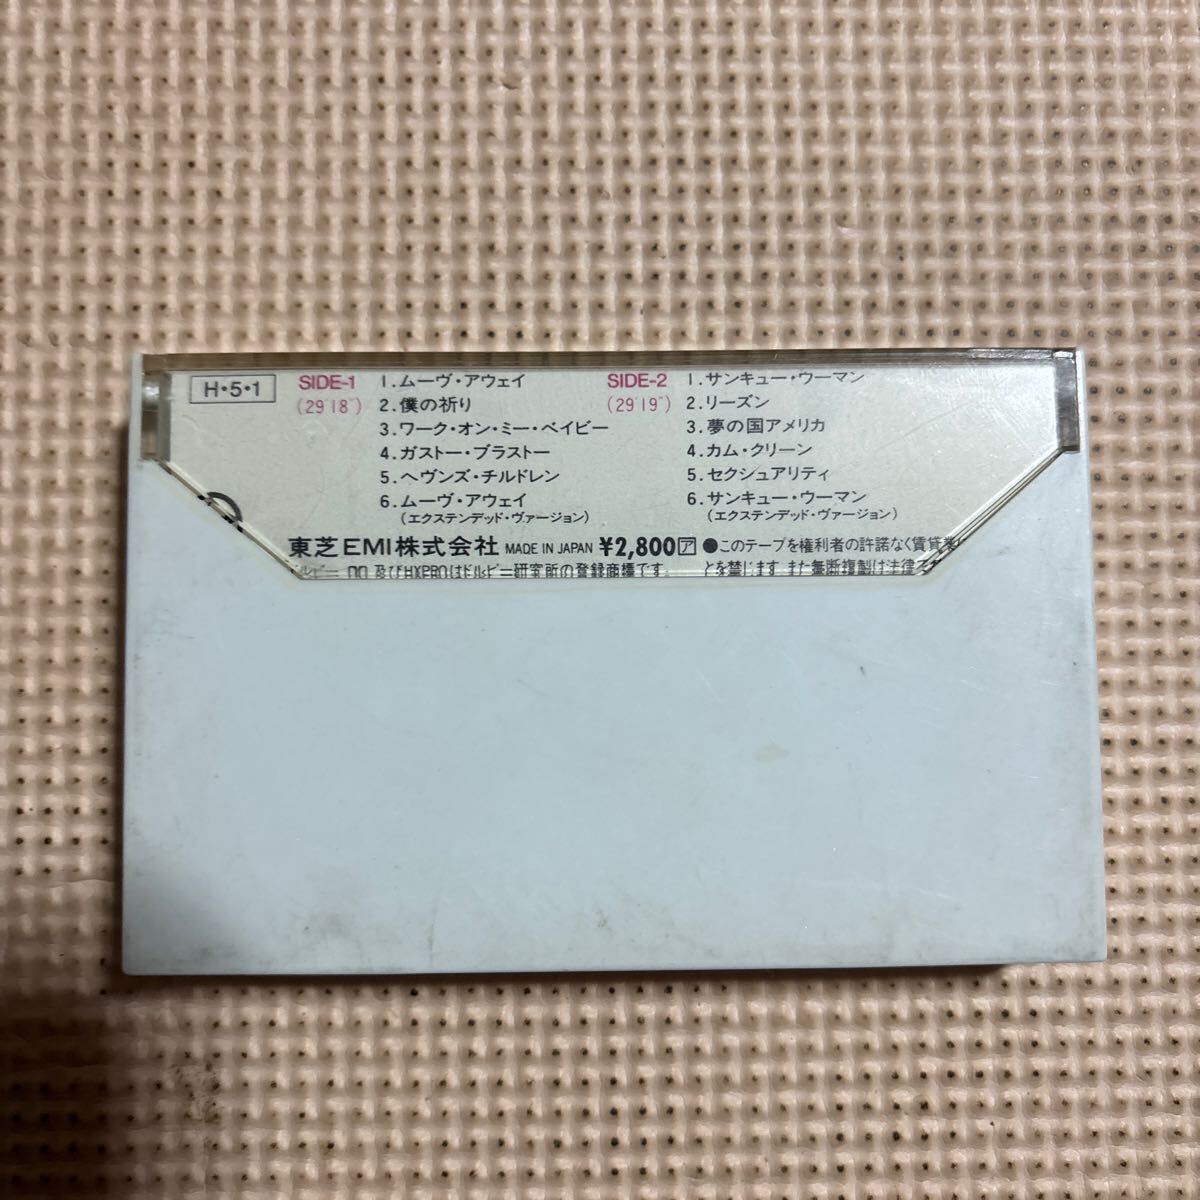 H・5・1
SIDE-1
(29'18")
1.ムーヴ・アウェイ
2.僕の祈り
3.ワーク・オン・ミー・ベイビー
4.ガストー・ブラストー
5.ヘヴンズ・チルドレン
6.ムーヴ・アウェイ
(エクステンデッド・ヴァージョン)
SIDE-2
(29'19")
1.サンキュー・ウーマン
2.リーズン
3.夢の国アメリカ
4.カム・クリーン
5.セクシュアリティ
6.サンキュー・ウーマン
(エクステンデッド・ヴァージョン)
東芝EMI株式会社 MADE IN JAPAN ¥2,800 ア ●このテープを権利者の許諾なく賃貸業
ドルビー 及びHXPROはドルビー研究所の登録商標です。 とを禁じます また無断複製は法律で